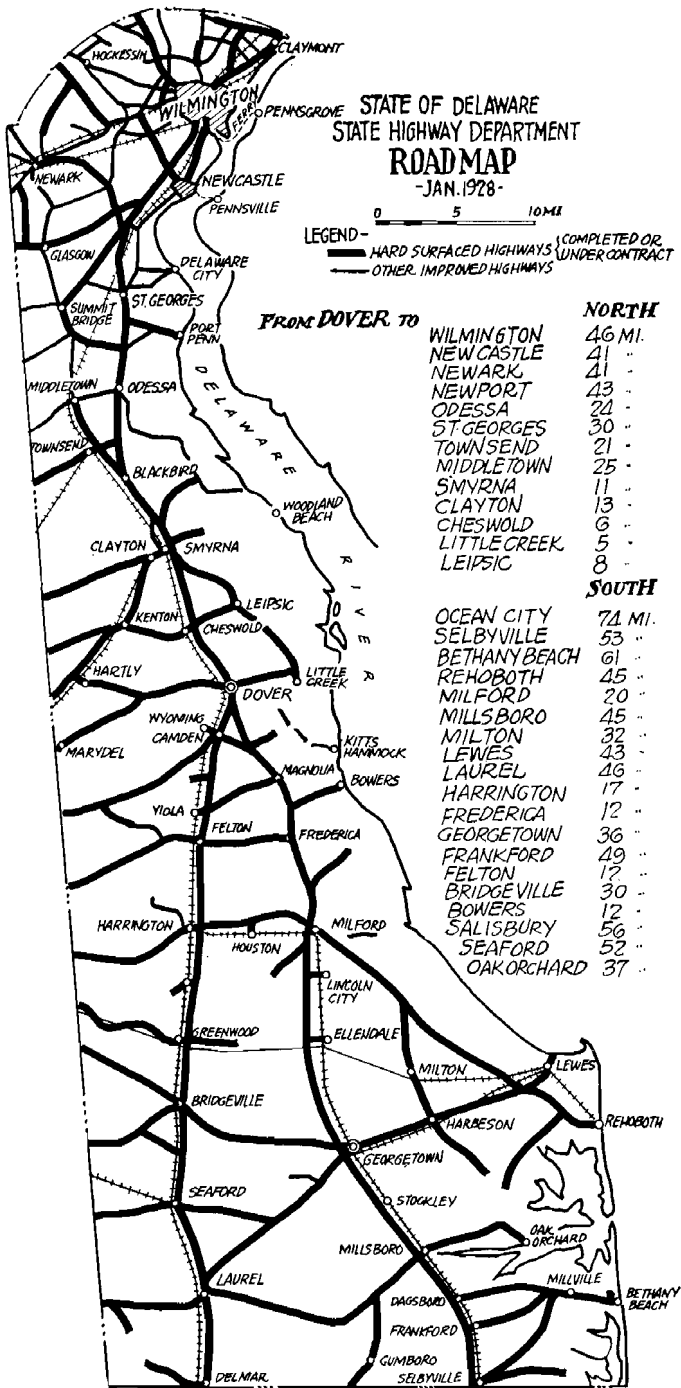 STATE OF DELAWARE
STATE HIGHWAY DEPARTMENT
ROAD MAP
-JAN. 1928-
0 5 10 MI
LEGEND-
HARD SURFACED HIGHWAYS
OTHER IMPROVED HIGHWAYS
COMPLETED OR
UNDER CONTRACT
FROM DOVER TO
NORTH
WILMINGTON 46 MI.
NEW CASTLE 41 "
NEWARK 41 "
NEWPORT 43 "
ODESSA 24 "
ST GEORGES 30 "
TOWNSEND 21 "
MIDDLETOWN 25 "
SMYRNA 11 "
CLAYTON 13 "
CHESWOLD 6 "
LITTLE CREEK 5 "
LEIPSIC 8 "
SOUTH
OCEAN CITY 74 MI.
SELBYVILLE 53 "
BETHANY BEACH 61 "
REHOBOTH 45 "
MILFORD 20 "
MILLSBORO 45 "
MILTON 32 "
LEWES 43 "
LAUREL 46 "
HARRINGTON 17 "
FREDERICA 12 "
GEORGETOWN 36 "
FRANKFORD 49 "
FELTON 12 "
BRIDGEVILLE 30 "
BOWERS 12 "
SALISBURY 56 "
SEAFORD 52 "
OAK ORCHARD 37 "
CLAYMONT
HOCKESSIN
WILMINGTON
FERRY
PENNSGROVE
NEWARK
NEWCASTLE
PENNSVILLE
GLASGOW
DELAWARE
CITY
SUMMIT
BRIDGE
ST. GEORGES
PORT
PENN
MIDDLETOWN
ODESSA
DELAWARE
RIVER
TOWNSEND
BLACKBIRD
WOODLAND
BEACH
CLAYTON
SMYRNA
LEIPSIC
KENTON
CHESWOLD
HARTLY
LITTLE
CREEK
DOVER
WYOMING
CAMDEN
MARYDEL
KITTS
HAMMOCK
MAGNOLIA
BOWERS
VIOLA
FELTON
FREDERICA
HARRINGTON
HOUSTON
MILFORD
LINCOLN
CITY
GREENWOOD
ELLENDALE
MILTON
LEWES
BRIDGEVILLE
HARBESON
REHOBOTH
GEORGETOWN
SEAFORD
STOCKLEY
OAK
ORCHARD
MILLSBORO
LAUREL
MILLVILLE
DAGSBORO
BETHANY
BEACH
FRANKFORD
GUMBORO
DELMAR
SELBYVILLE